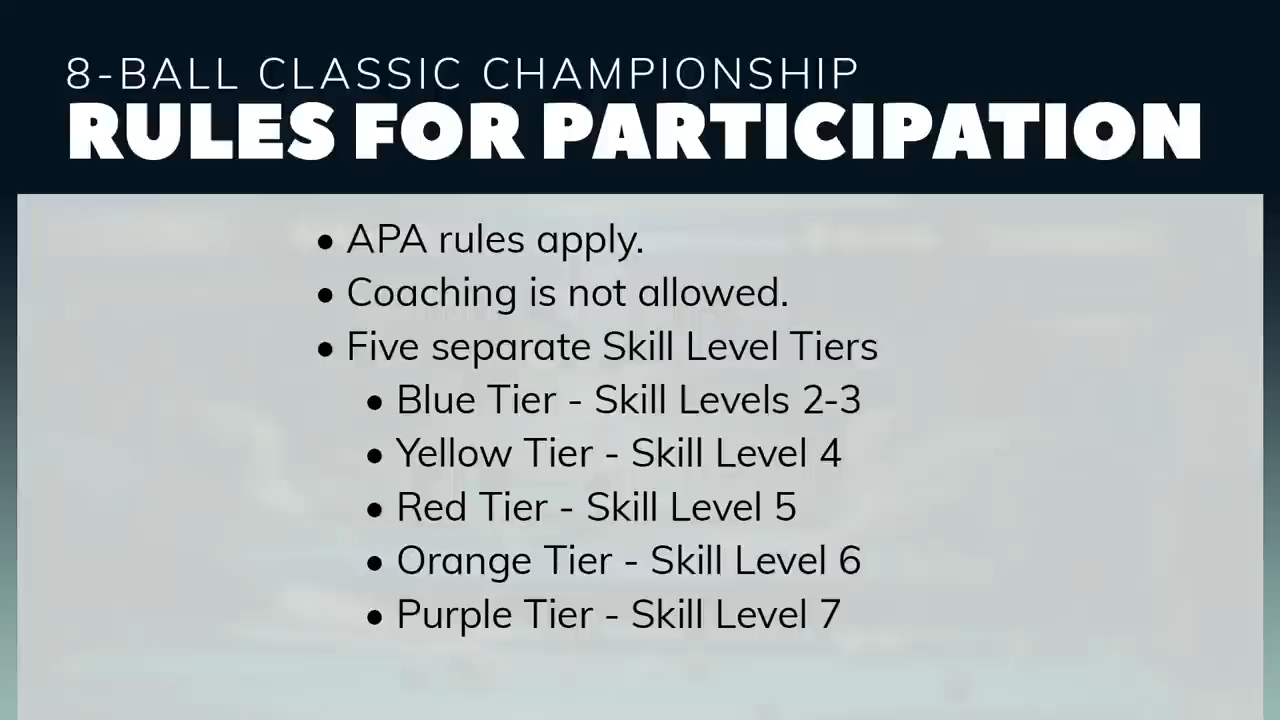 8-BALL CLASSIC CHAMPIONSHIP
RULES FOR PARTICIPATION
• APA rules apply.
• Coaching is not allowed.
• Five separate Skill Level Tiers
• Blue Tier - Skill Levels 2-3
• Yellow Tier - Skill Level 4
• Red Tier - Skill Level 5
• Orange Tier - Skill Level 6
• Purple Tier - Skill Level 7